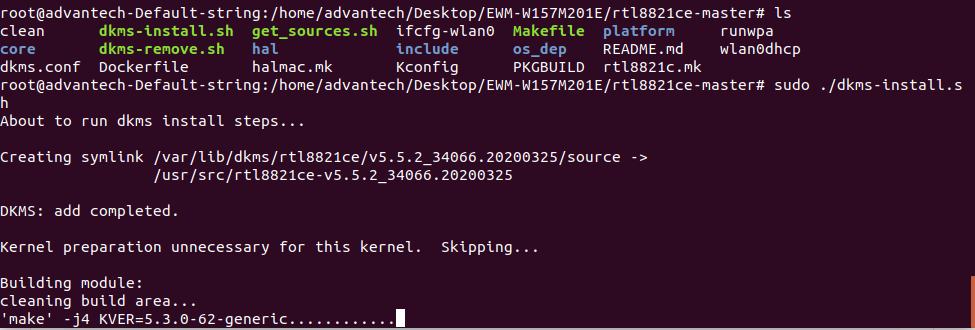 root@advantech-Default-string:/home/advantech/Desktop/EWM-W157M201E/rtl8821ce-master# ls
clean dkms-install.sh get_sources.sh ifcfg-wlan0 Makefile platform runwpa
core dkms-remove.sh hal include os_dep README.md wlan0dhcp
dkms.conf Dockerfile halmac.mk Kconfig PKGBUILD rtl8821c.mk
root@advantech-Default-string:/home/advantech/Desktop/EWM-W157M201E/rtl8821ce-master# sudo ./dkms-install.s
h
About to run dkms install steps...
Creating symlink /var/lib/dkms/rtl8821ce/v5.5.2_34066.20200325/source ->
/usr/src/rtl8821ce-v5.5.2_34066.20200325
DKMS: add completed.
Kernel preparation unnecessary for this kernel.  Skipping...
Building module:
cleaning build area...
'make' -j4 KVER=5.3.0-62-generic............